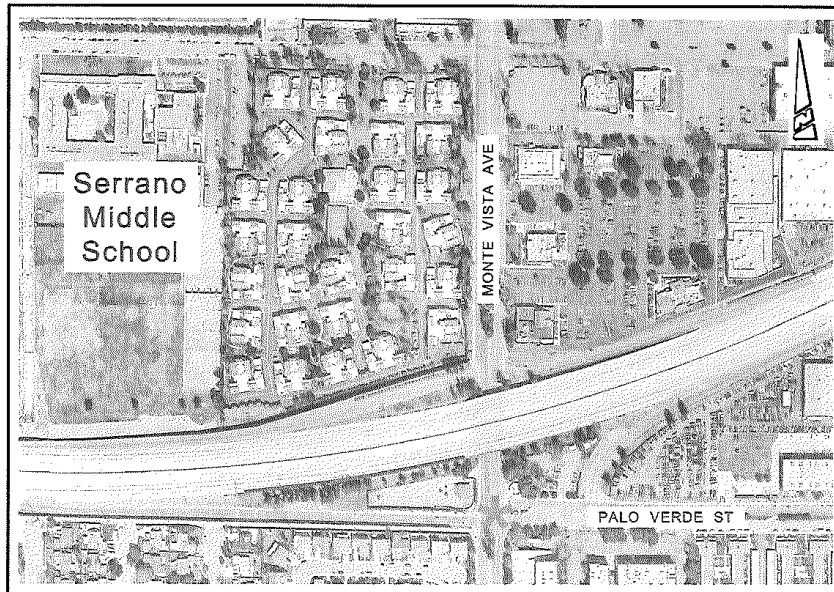 Serrano
Middle
School
MONTE VISTA AVE
PALO VERDE ST